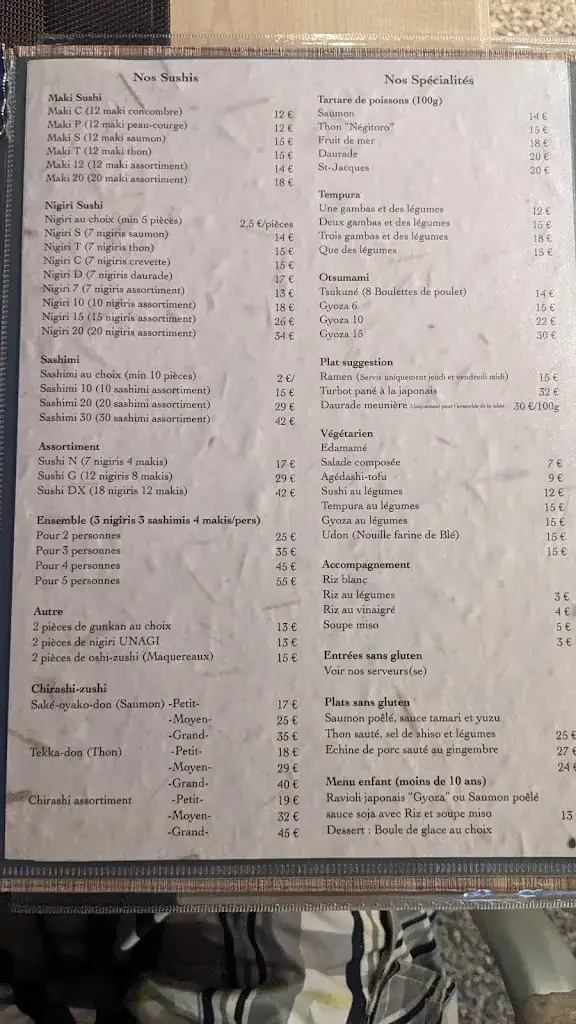 Nos Sushis
Maki Sushi
Maki C (12 maki concombre) 12 €
Maki P (12 maki peau-courge) 12 €
Maki S (12 maki saumon) 15 €
Maki T (12 maki thon) 15 €
Maki 12 (12 maki assortiment) 14 €
Maki 20 (20 maki assortiment) 18 €
Nigiri Sushi
Nigiri au choix (min 5 pièces) 2,5 €/pièces
Nigiri S (7 nigiris saumon) 14 €
Nigiri T (7 nigiris thon) 15 €
Nigiri C (7 nigiris crevette) 15 €
Nigiri D (7 nigiris daurade) 17 €
Nigiri 7 (7 nigiris assortiment) 13 €
Nigiri 10 (10 nigiris assortiment) 18 €
Nigiri 15 (15 nigiris assortiment) 26 €
Nigiri 20 (20 nigiris assortiment) 34 €
Sashimi
Sashimi au choix (min 10 pièces) 2 €/
Sashimi 10 (10 sashimi assortiment) 15 €
Sashimi 20 (20 sashimi assortiment) 29 €
Sashimi 30 (30 sashimi assortiment) 42 €
Assortiment
Sushi N (7 nigiris 4 makis) 17 €
Sushi G (12 nigiris 8 makis) 29 €
Sushi DX (18 nigiris 12 makis) 42 €
Ensemble (3 nigiris 3 sashimis 4 makis/pers)
Pour 2 personnes 25 €
Pour 3 personnes 35 €
Pour 4 personnes 45 €
Pour 5 personnes 55 €
Autre
2 pièces de gunkan au choix 13 €
2 pièces de nigiri UNAGI 13 €
2 pièces de oshi-zushi (Maquereaux) 15 €
Chirashi-zushi
Saké-oyako-don (Saumon) -Petit- 17 €
-Moyen- 25 €
-Grand- 35 €
Tekka-don (Thon) -Petit- 18 €
-Moyen- 29 €
-Grand- 40 €
Chirashi assortiment -Petit- 19 €
-Moyen- 32 €
-Grand- 45 €
Nos Spécialités
Tartare de poissons (100g)
Saumon 14 €
Thon "Négitoro" 15 €
Fruit de mer 18 €
Daurade 20 €
St-Jacques 20 €
Tempura
Une gambas et des légumes 12 €
Deux gambas et des légumes 15 €
Trois gambas et des légumes 18 €
Que des légumes 15 €
Otsumami
Tsukuné (8 Boulettes de poulet) 14 €
Gyoza 6 15 €
Gyoza 10 22 €
Gyoza 15 30 €
Plat suggestion
Ramen (Servis uniquement jeudi et vendredi midi) 15 €
Turbot pané à la japonais 32 €
Daurade meunière -Uniquement pour l'ensemble de la table- 30 €/100g
Végétarien
Edamamé
Salade composée 7 €
Agédashi-tofu 9 €
Sushi au légumes 12 €
Tempura au légumes 15 €
Gyoza au légumes 15 €
Udon (Nouille farine de Blé) 15 €
15 €
Accompagnement
Riz blanc
Riz au légumes 3 €
Riz au vinaigré 4 €
Soupe miso 5 €
3 €
Entrées sans gluten
Voir nos serveurs(se)
Plats sans gluten
Saumon poêlé, sauce tamari et yuzu
Thon sauté, sel de shiso et légumes 25 €
Echine de porc sauté au gingembre 27 €
24 €
Menu enfant (moins de 10 ans)
Ravioli japonais "Gyoza" ou Saumon poêlé
sauce soja avec Riz et soupe miso 13
Dessert : Boule de glace au choix